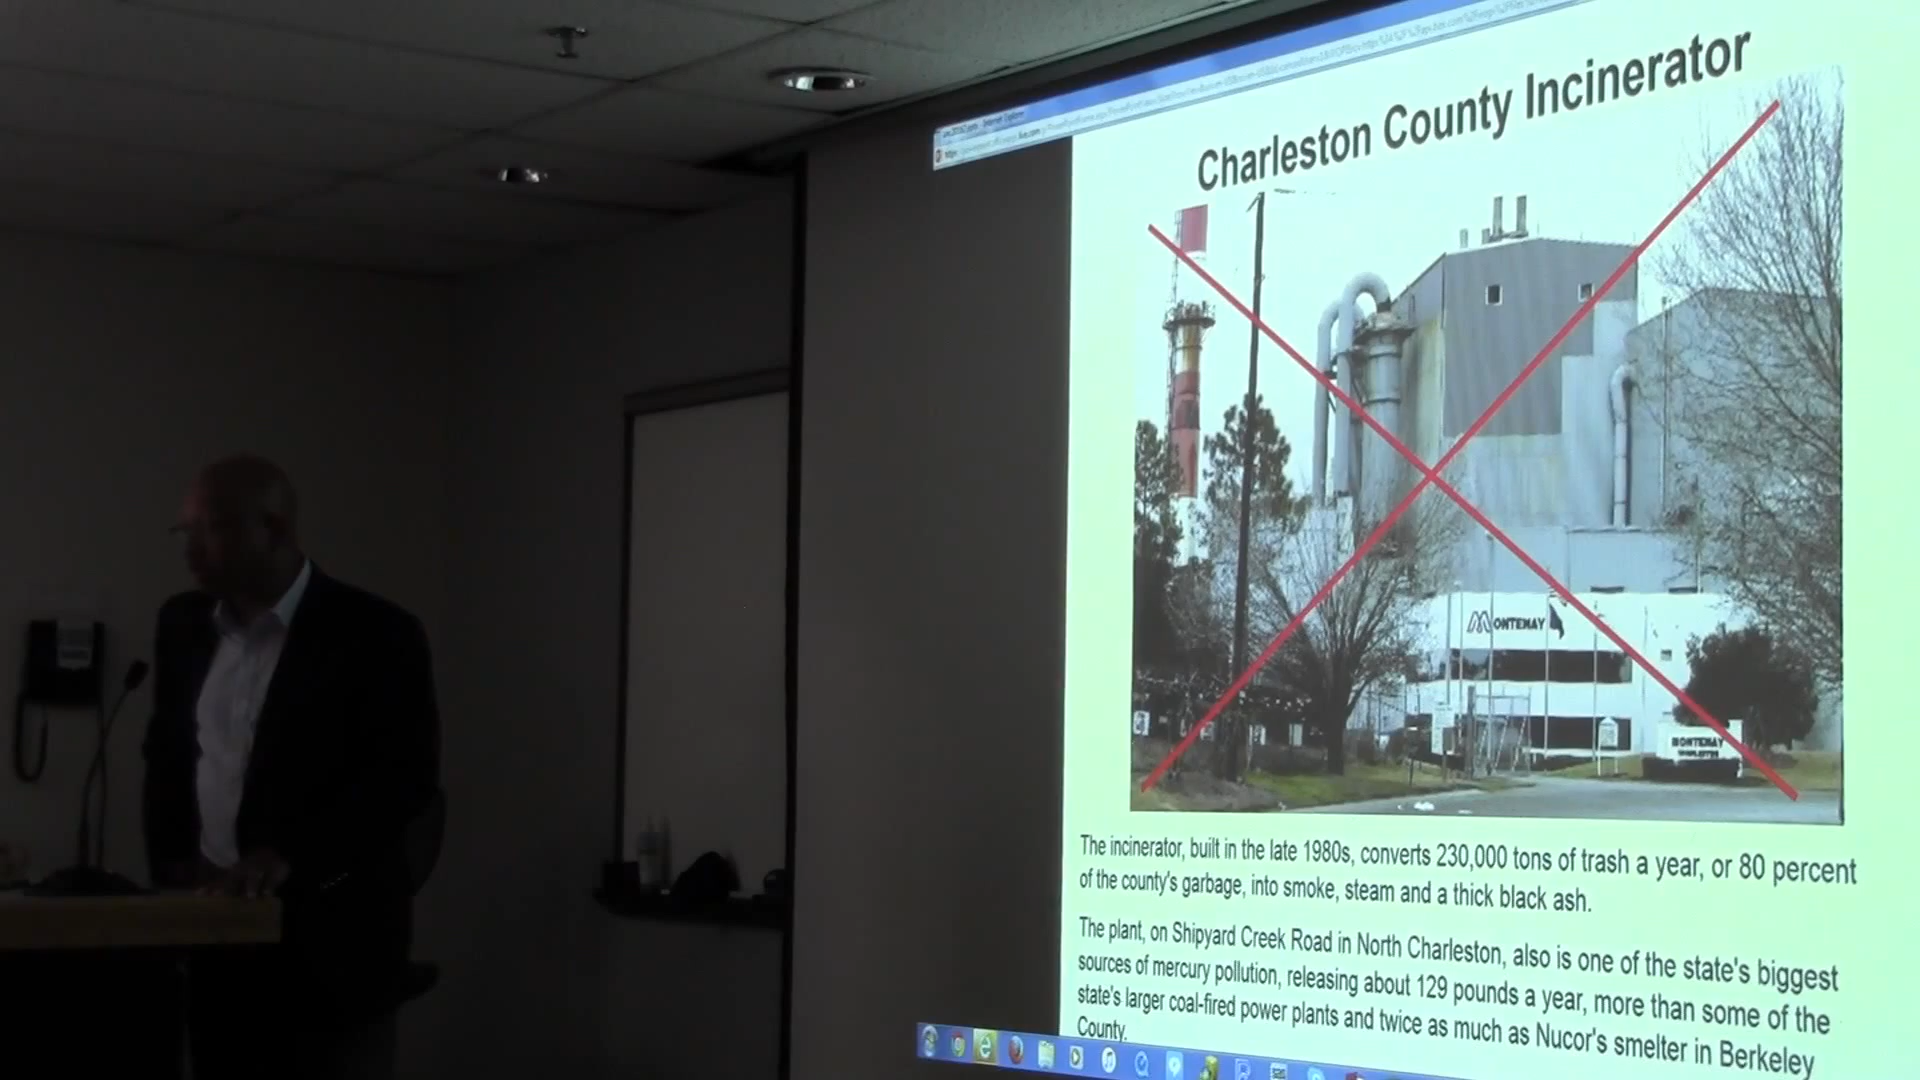 Internet Explorer
Charleston County Incinerator
MONTENAY
MONTENAY
The incinerator, built in the late 1980s, converts 230,000 tons of trash a year, or 80 percent
of the county's garbage, into smoke, steam and a thick black ash.
The plant, on Shipyard Creek Road in North Charleston, also is one of the state's biggest
sources of mercury pollution, releasing about 129 pounds a year, more than some of the
state's larger coal-fired power plants and twice as much as Nucor's smelter in Berkeley
County.